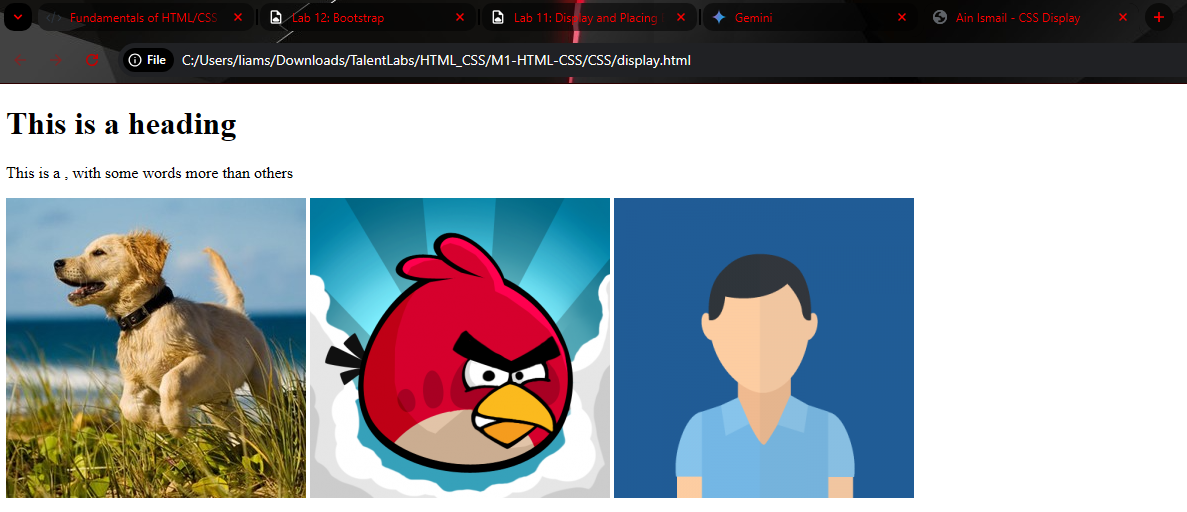 Fundamentals of HTML/CSS
Lab 12: Bootstrap
Lab 11: Display and Placing
Gemini
Ain Ismail - CSS Display
File
C:/Users/liams/Downloads/TalentLabs/HTML_CSS/M1-HTML-CSS/CSS/display.html
This is a heading
This is a , with some words more than others